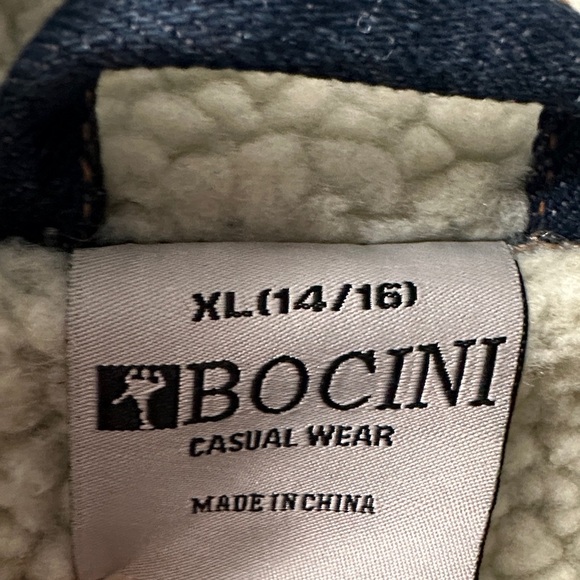 XL(14/16)
BOCINI
CASUAL WEAR
MADE IN CHINA